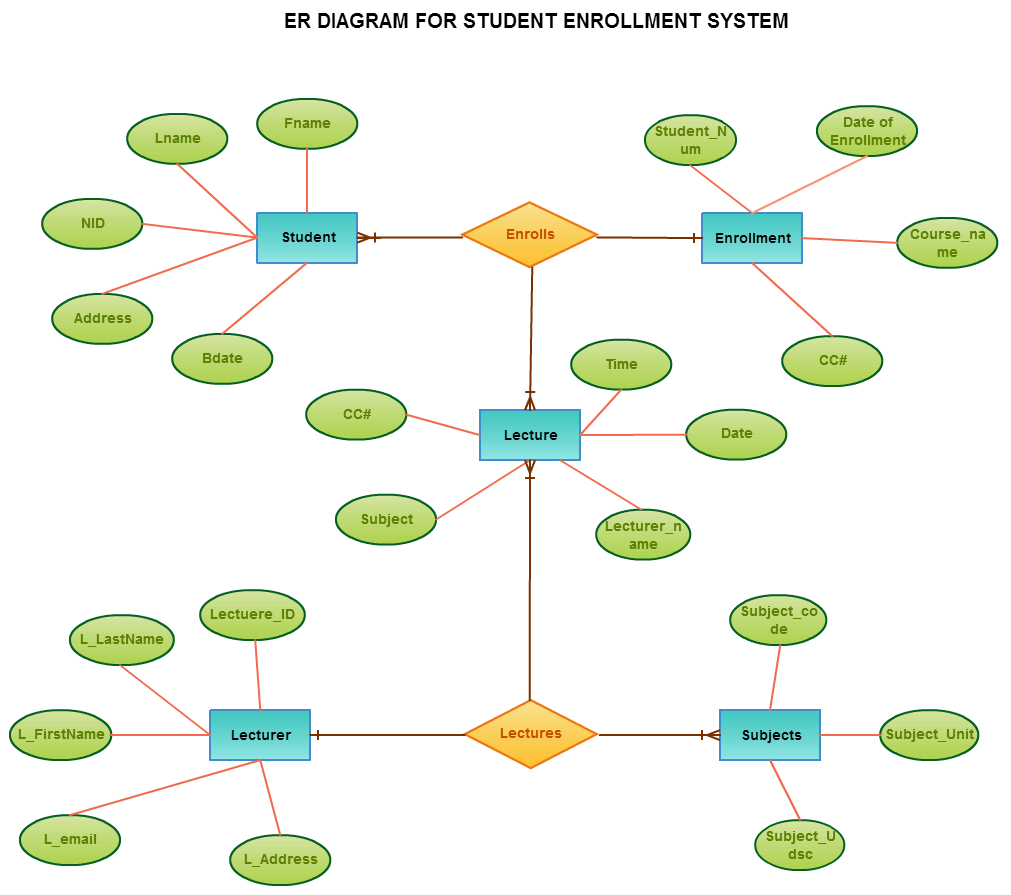 ER DIAGRAM FOR STUDENT ENROLLMENT SYSTEM
Fname
Lname
Student_N
um
Date of
Enrollment
NID
Student
Enrolls
Enrollment
Course_na
me
Address
Bdate
CC#
Time
CC#
Lecture
Date
Subject
Lecturer_n
ame
Lectuere_ID
L_LastName
Subject_co
de
L_FirstName
Lecturer
Lectures
Subjects
Subject_Unit
L_email
L_Address
Subject_U
dsc